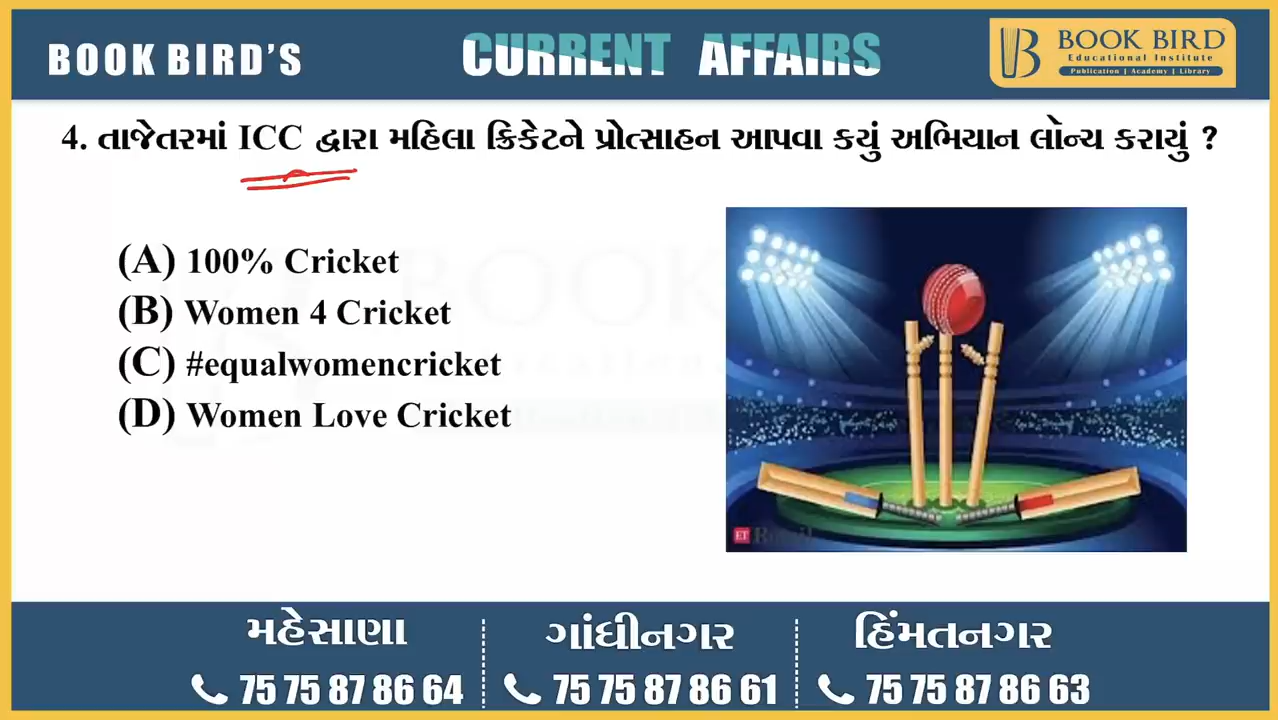 BOOK BIRD'S
CURRENT AFFAIRS
BOOK BIRD
Educational Institute
Publication | Academy | Library
4. તાજેતરમાં ICC દ્વારા મહિલા ક્રિકેટને પ્રોત્સાહન આપવા કયું અભિયાન લોન્ચ કરાયું ?
(A) 100% Cricket
(B) Women 4 Cricket
(C) #equalwomencricket
(D) Women Love Cricket
ET
મહેસાણા
75 75 87 86 64
ગાંધીનગર
75 75 87 86 61
હિંમતનગર
75 75 87 86 63